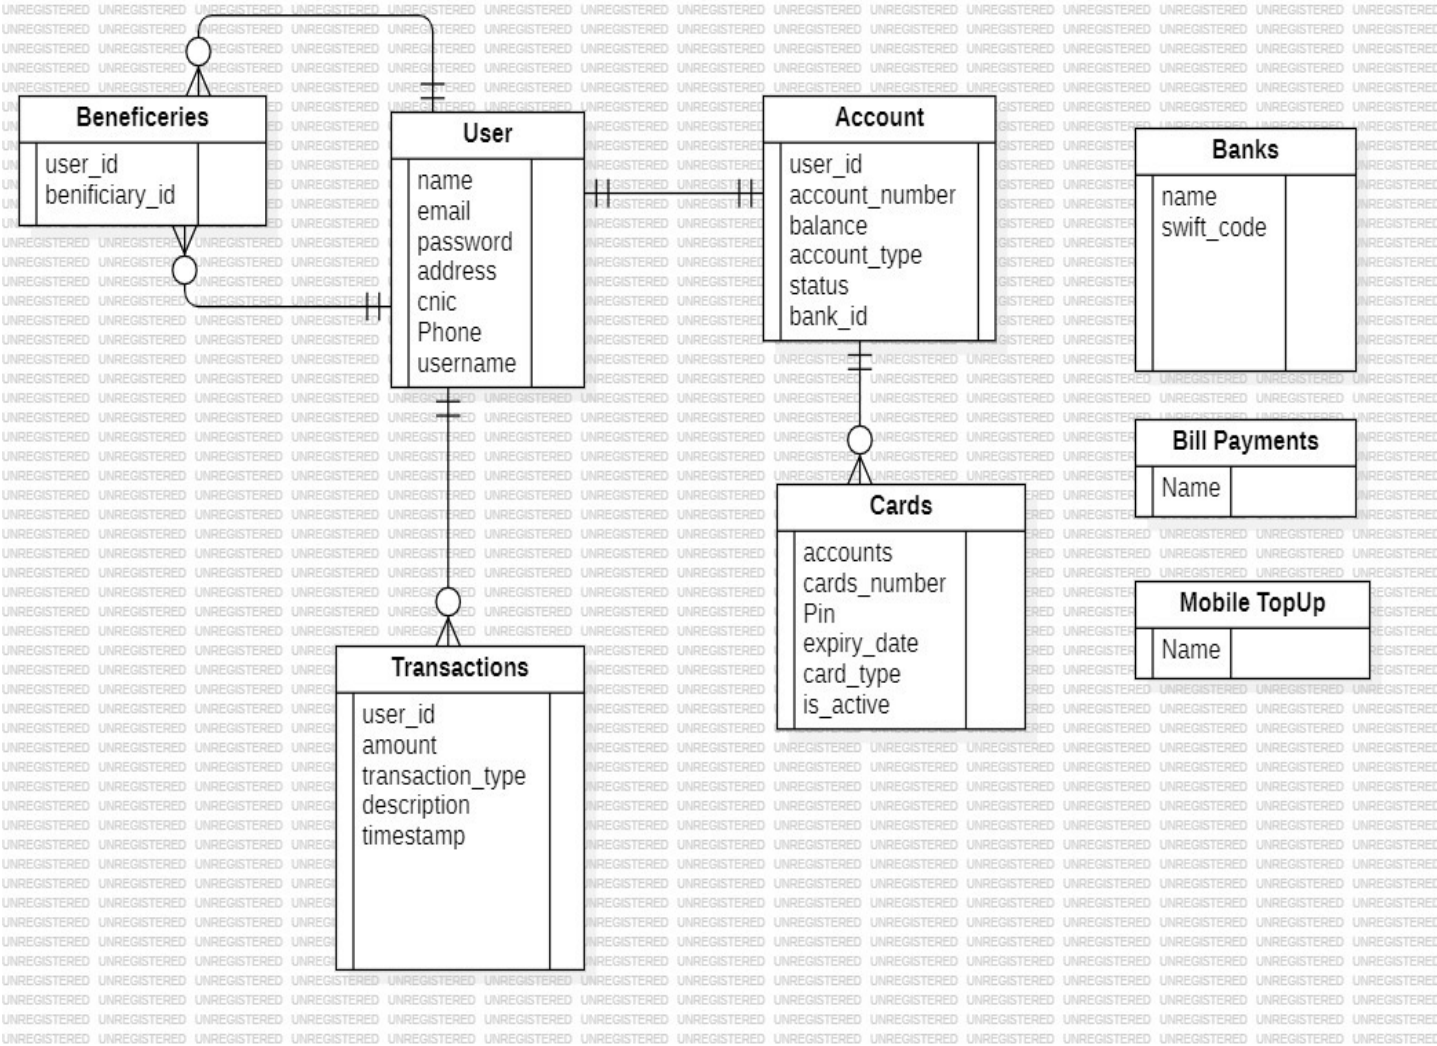 Beneficeries
user_id
benificiary_id
User
name
email
password
address
cnic
Phone
username
Account
user_id
account_number
balance
account_type
status
bank_id
Banks
name
swift_code
Bill Payments
Name
Cards
accounts
cards_number
Pin
expiry_date
card_type
is_active
Mobile TopUp
Name
Transactions
user_id
amount
transaction_type
description
timestamp
UNREGISTERED